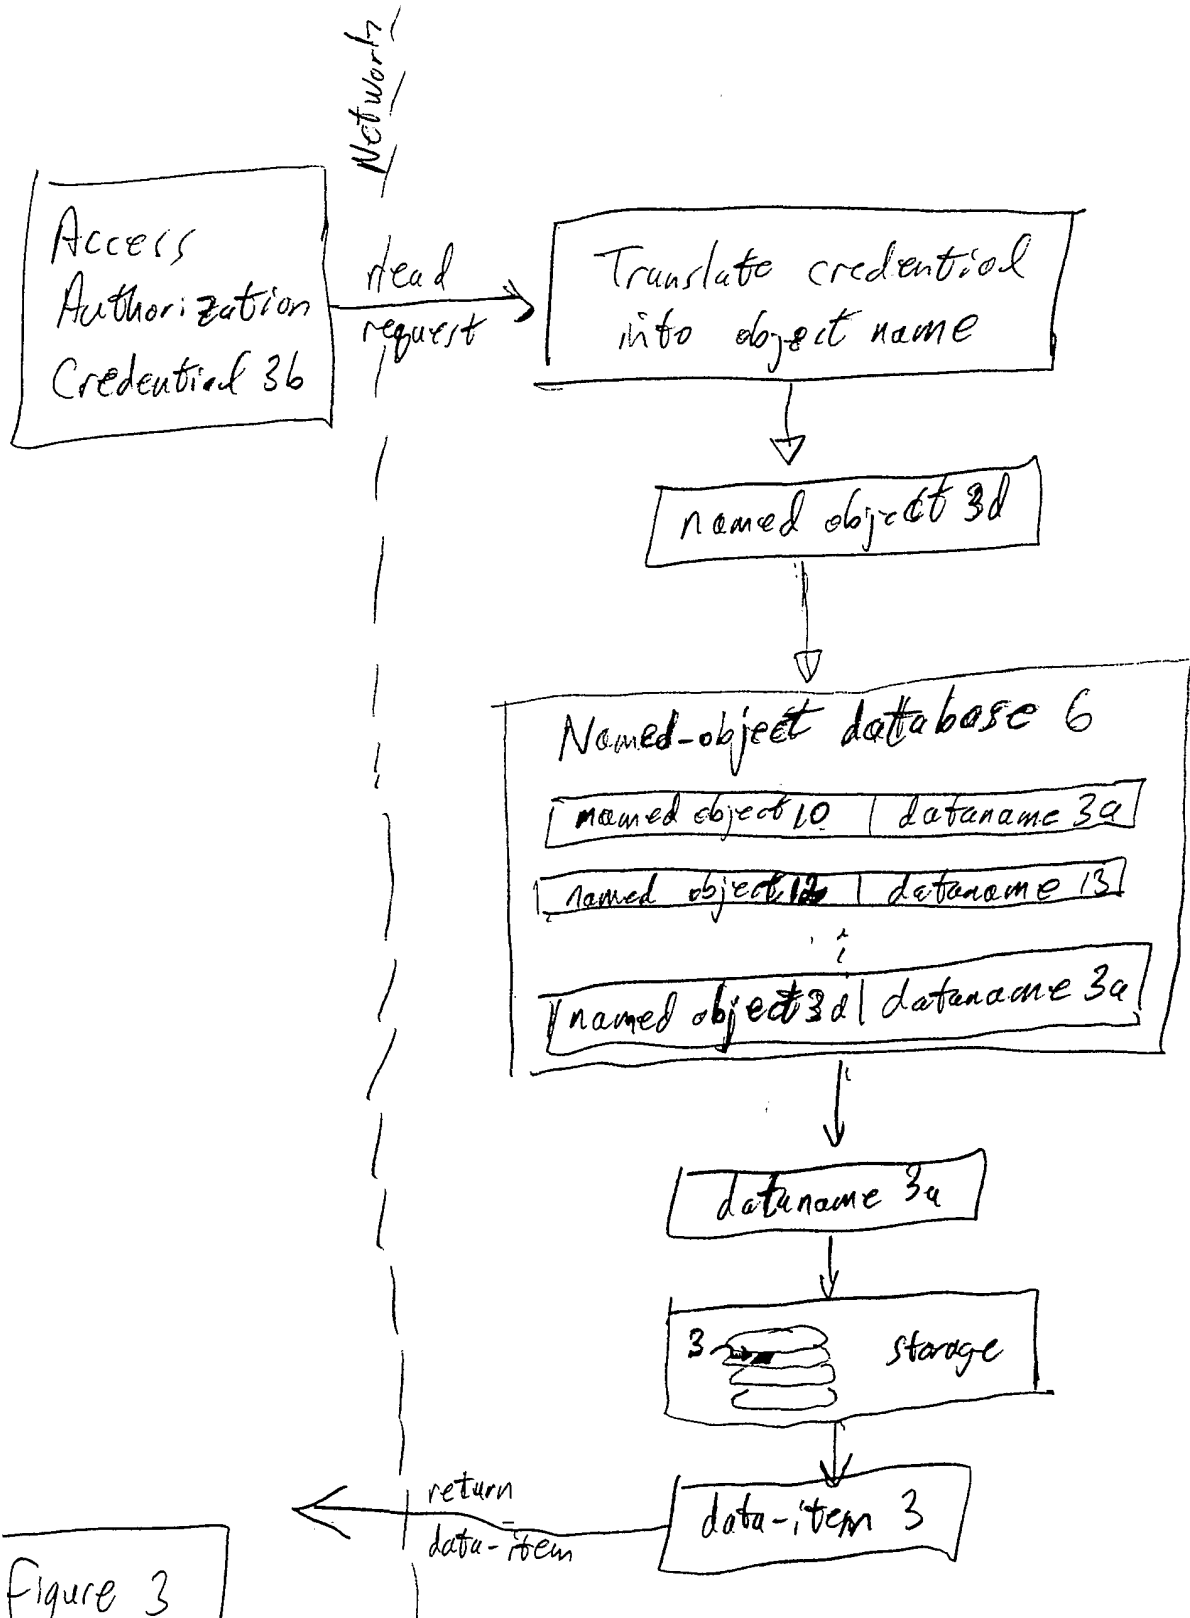 Network
Access
Authorization
Credential 3b
read
request
Translate credential
into object name
named object 3d
Named-object database 6
named object 10 | dataname 3a
named object 12 | dataname 13
named object 3d | dataname 3a
dataname 3a
3 storage
data-item 3
return
data-item
Figure 3